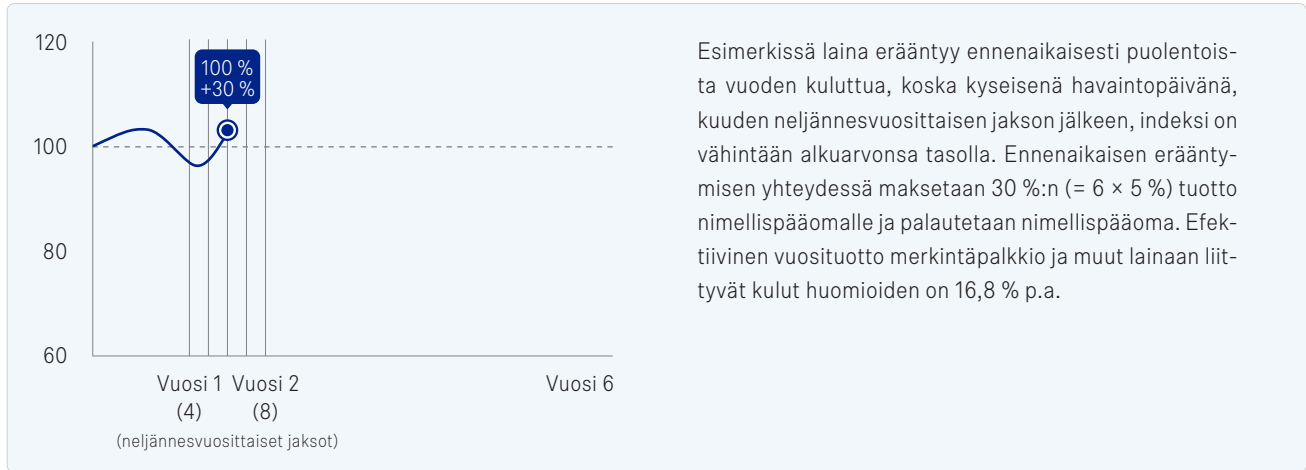 120
100
80
60
100 %
+30 %
Vuosi 1
(4)
Vuosi 2
(8)
Vuosi 6
(neljännesvuosittaiset jaksot)
Esimerkissä laina erääntyy ennenaikaisesti puolentois-
ta vuoden kuluttua, koska kyseisenä havaintopäivänä,
kuuden neljännesvuosittaisen jakson jälkeen, indeksi on
vähintään alkuarvonsa tasolla. Ennenaikaisen eräänty-
misen yhteydessä maksetaan 30 %:n (= 6 × 5 %) tuotto
nimellispääomalle ja palautetaan nimellispääoma. Efek-
tiivinen vuosituotto merkintäpalkkio ja muut lainaan liit-
tyvät kulut huomioiden on 16,8 % p.a.